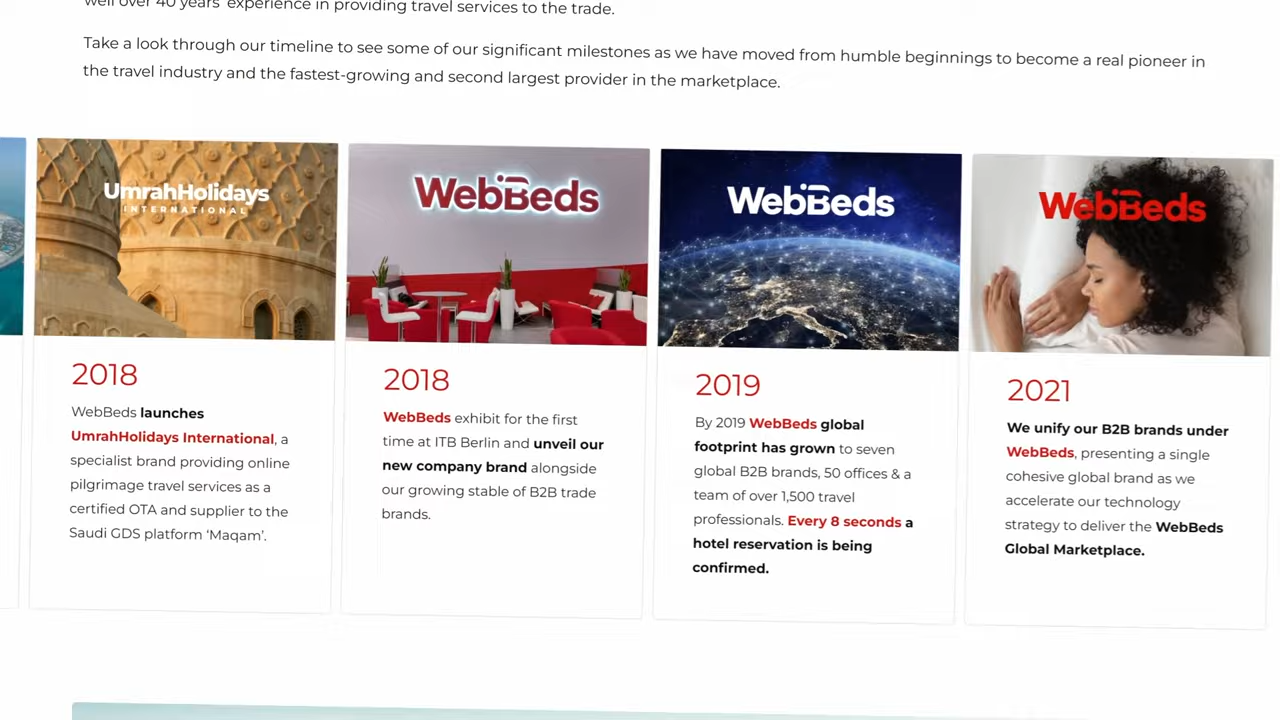 well over 40 years' experience in providing travel services to the trade.
Take a look through our timeline to see some of our significant milestones as we have moved from humble beginnings to become a real pioneer in
the travel industry and the fastest-growing and second largest provider in the marketplace.
UmrahHolidays
INTERNATIONAL
2018
WebBeds launches
UmrahHolidays International, a
specialist brand providing online
pilgrimage travel services as a
certified OTA and supplier to the
Saudi GDS platform ‘Maqam’.
WebBeds
2018
WebBeds exhibit for the first
time at ITB Berlin and unveil our
new company brand alongside
our growing stable of B2B trade
brands.
WebBeds
2019
By 2019 WebBeds global
footprint has grown to seven
global B2B brands, 50 offices & a
team of over 1,500 travel
professionals. Every 8 seconds a
hotel reservation is being
confirmed.
WebBeds
2021
We unify our B2B brands under
WebBeds, presenting a single
cohesive global brand as we
accelerate our technology
strategy to deliver the WebBeds
Global Marketplace.